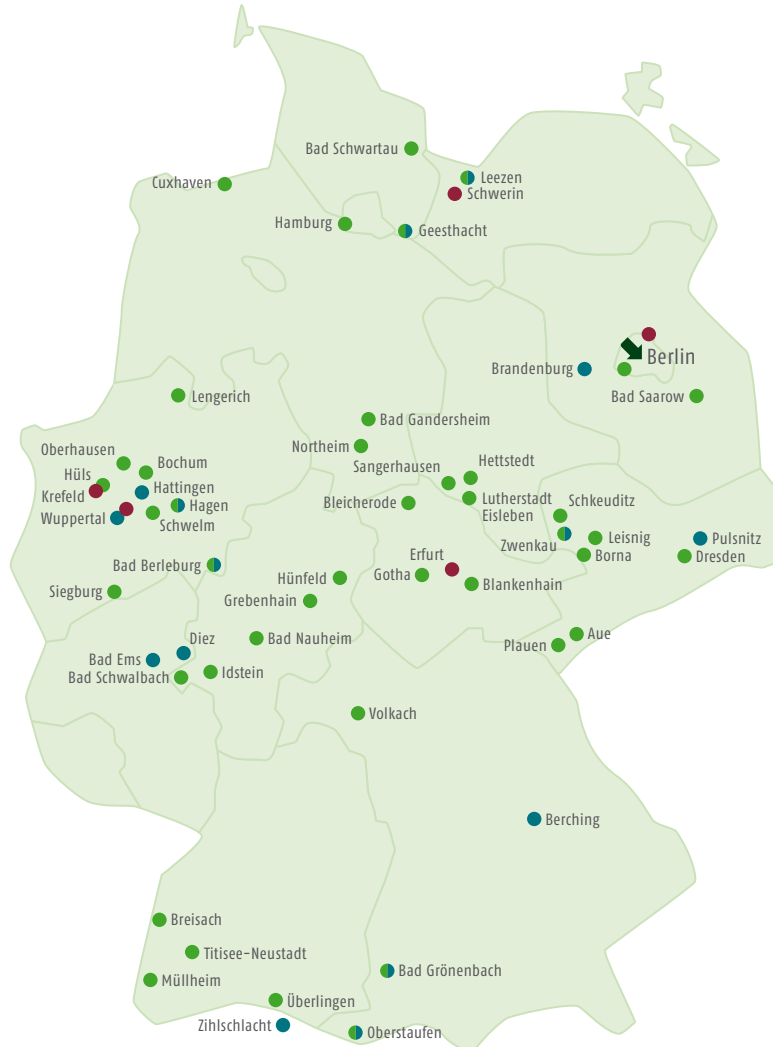 Bad Schwartau
Leezen
Cuxhaven
Schwerin
Hamburg
Geesthacht
Berlin
Brandenburg
Bad Saarow
Lengerich
Bad Gandersheim
Northeim
Oberhausen
Bochum
Sangerhausen
Hettstedt
Hüls
Hattingen
Krefeld
Hagen
Lutherstadt
Eisleben
Bleicherode
Schkeuditz
Wuppertal
Schwelm
Zwenkau
Leisnig
Pulsnitz
Borna
Dresden
Erfurt
Bad Berleburg
Gotha
Hünfeld
Blankenhain
Siegburg
Grebenhain
Aue
Diez
Bad Nauheim
Plauen
Bad Ems
Idstein
Bad Schwalbach
Volkach
Berching
Breisach
Titisee-Neustadt
Bad Grönenbach
Müllheim
Überlingen
Zihlschlacht
Oberstaufen